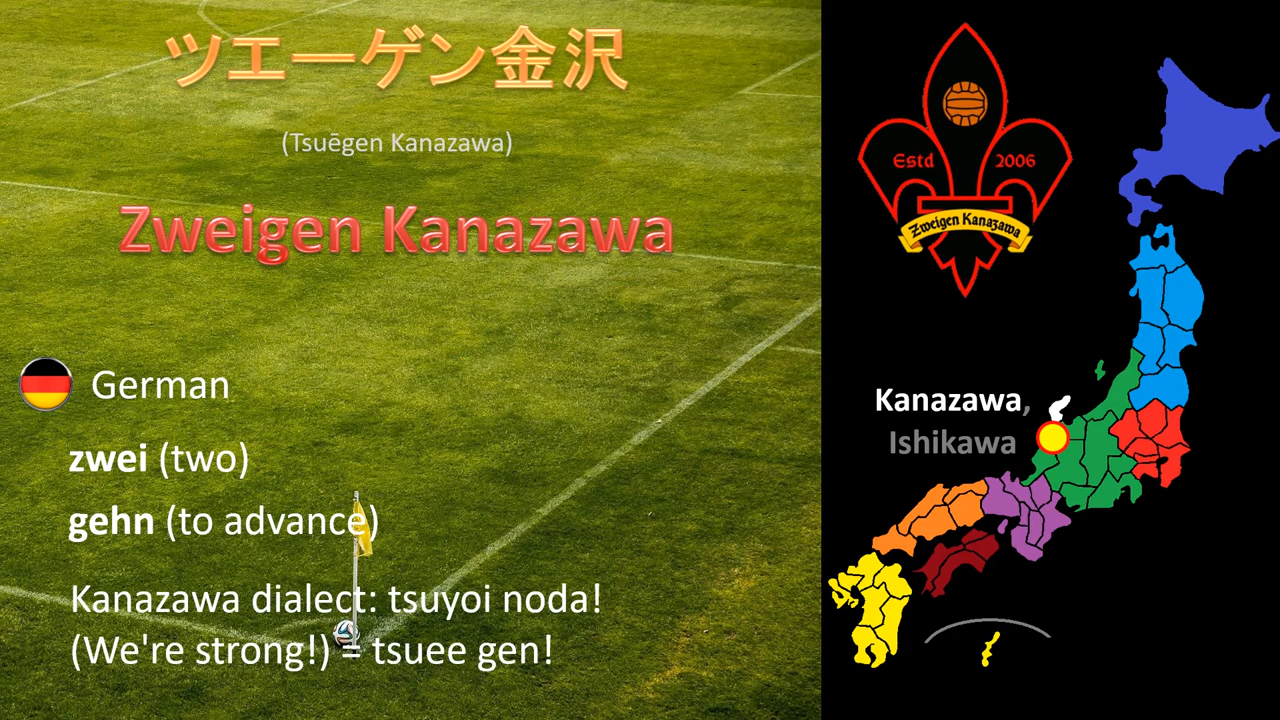 ツエーゲン金沢
(Tsuēgen Kanazawa)
Zweigen Kanazawa
German
zwei (two)
gehn (to advance)
Kanazawa dialect: tsuyoi noda!
(We're strong!) = tsuee gen!
Estd 2006
Zweigen Kanazawa
Kanazawa,
Ishikawa